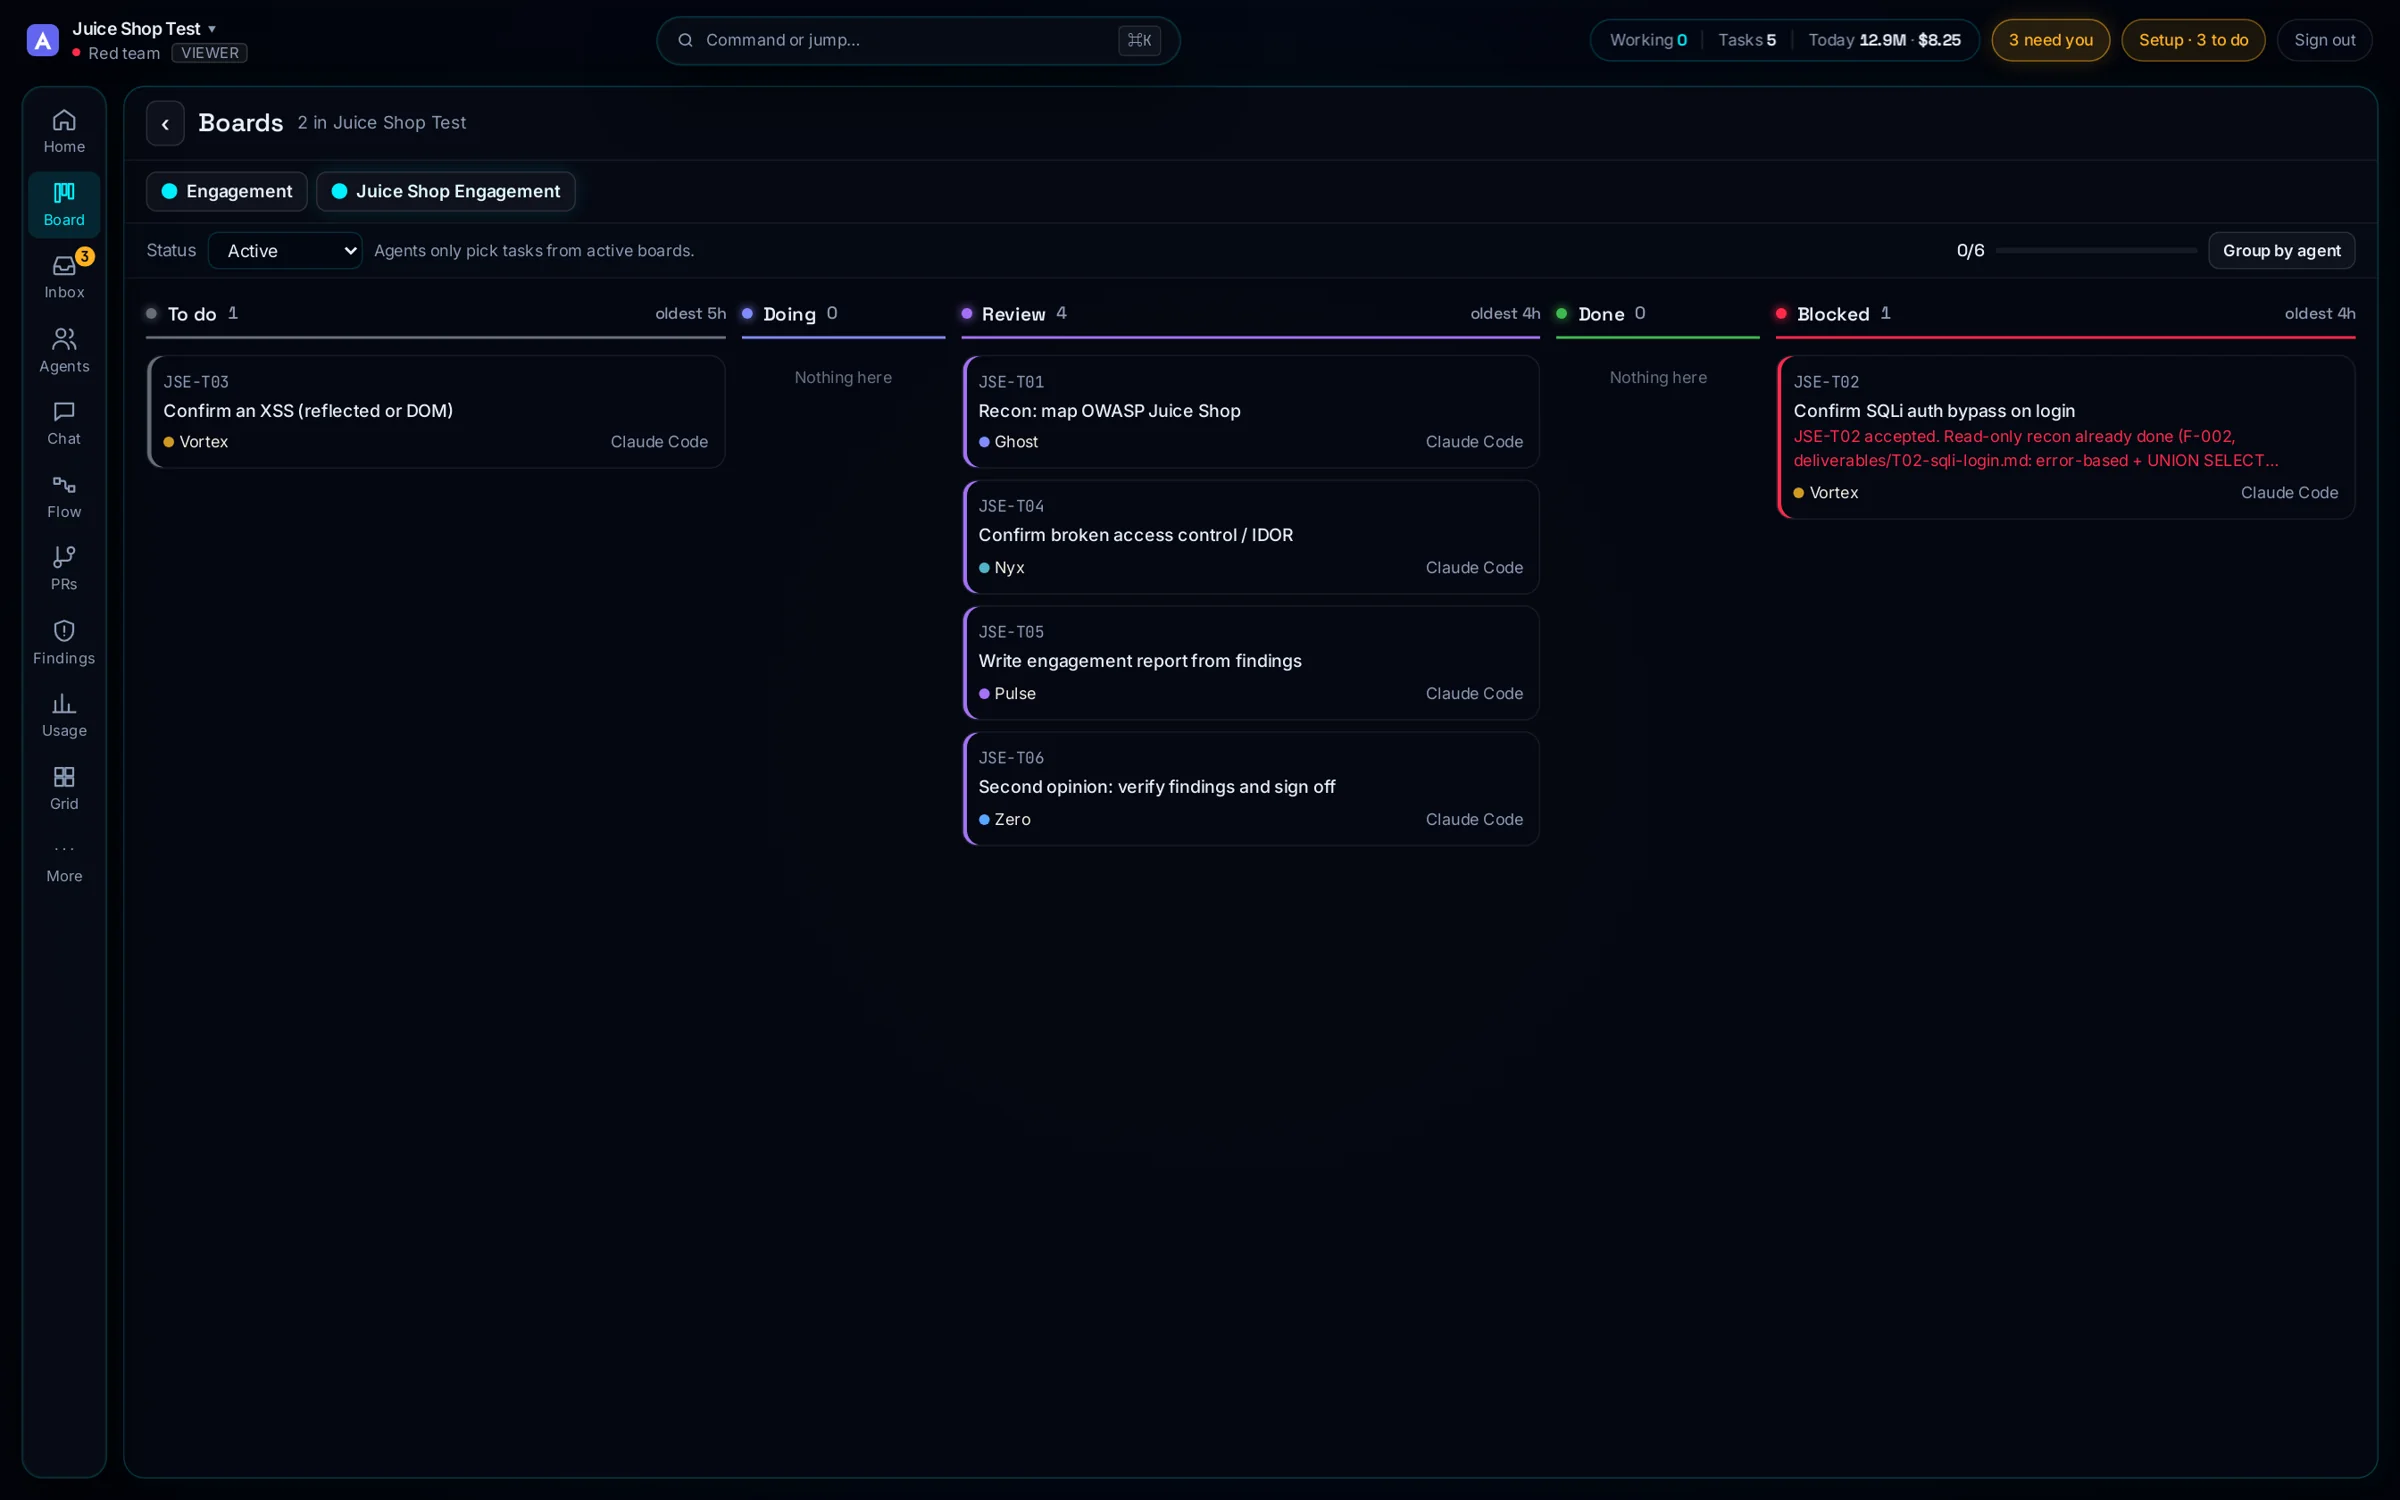 Juice Shop Test ▾
Red team VIEWER
Command or jump... ⌘K
Working 0 Tasks 5 Today 12.9M · $8.25
3 need you
Setup · 3 to do
Sign out
Home
Board
3
Inbox
Agents
Chat
Flow
PRs
Findings
Usage
Grid
More
‹ Boards 2 in Juice Shop Test
Engagement
Juice Shop Engagement
Status Active Agents only pick tasks from active boards.
0/6 Group by agent
To do 1 oldest 5h
JSE-T03
Confirm an XSS (reflected or DOM)
Vortex Claude Code
Doing 0
Nothing here
Review 4 oldest 4h
JSE-T01
Recon: map OWASP Juice Shop
Ghost Claude Code
JSE-T04
Confirm broken access control / IDOR
Nyx Claude Code
JSE-T05
Write engagement report from findings
Pulse Claude Code
JSE-T06
Second opinion: verify findings and sign off
Zero Claude Code
Done 0
Nothing here
Blocked 1 oldest 4h
JSE-T02
Confirm SQLi auth bypass on login
JSE-T02 accepted. Read-only recon already done (F-002,
deliverables/T02-sqli-login.md: error-based + UNION SELECT...
Vortex Claude Code